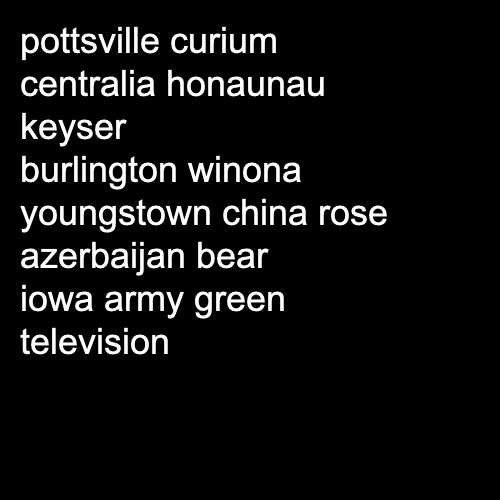 pottsville curium
centralia honaunau
keyser
burlington winona
youngstown china rose
azerbaijan bear
iowa army green
television